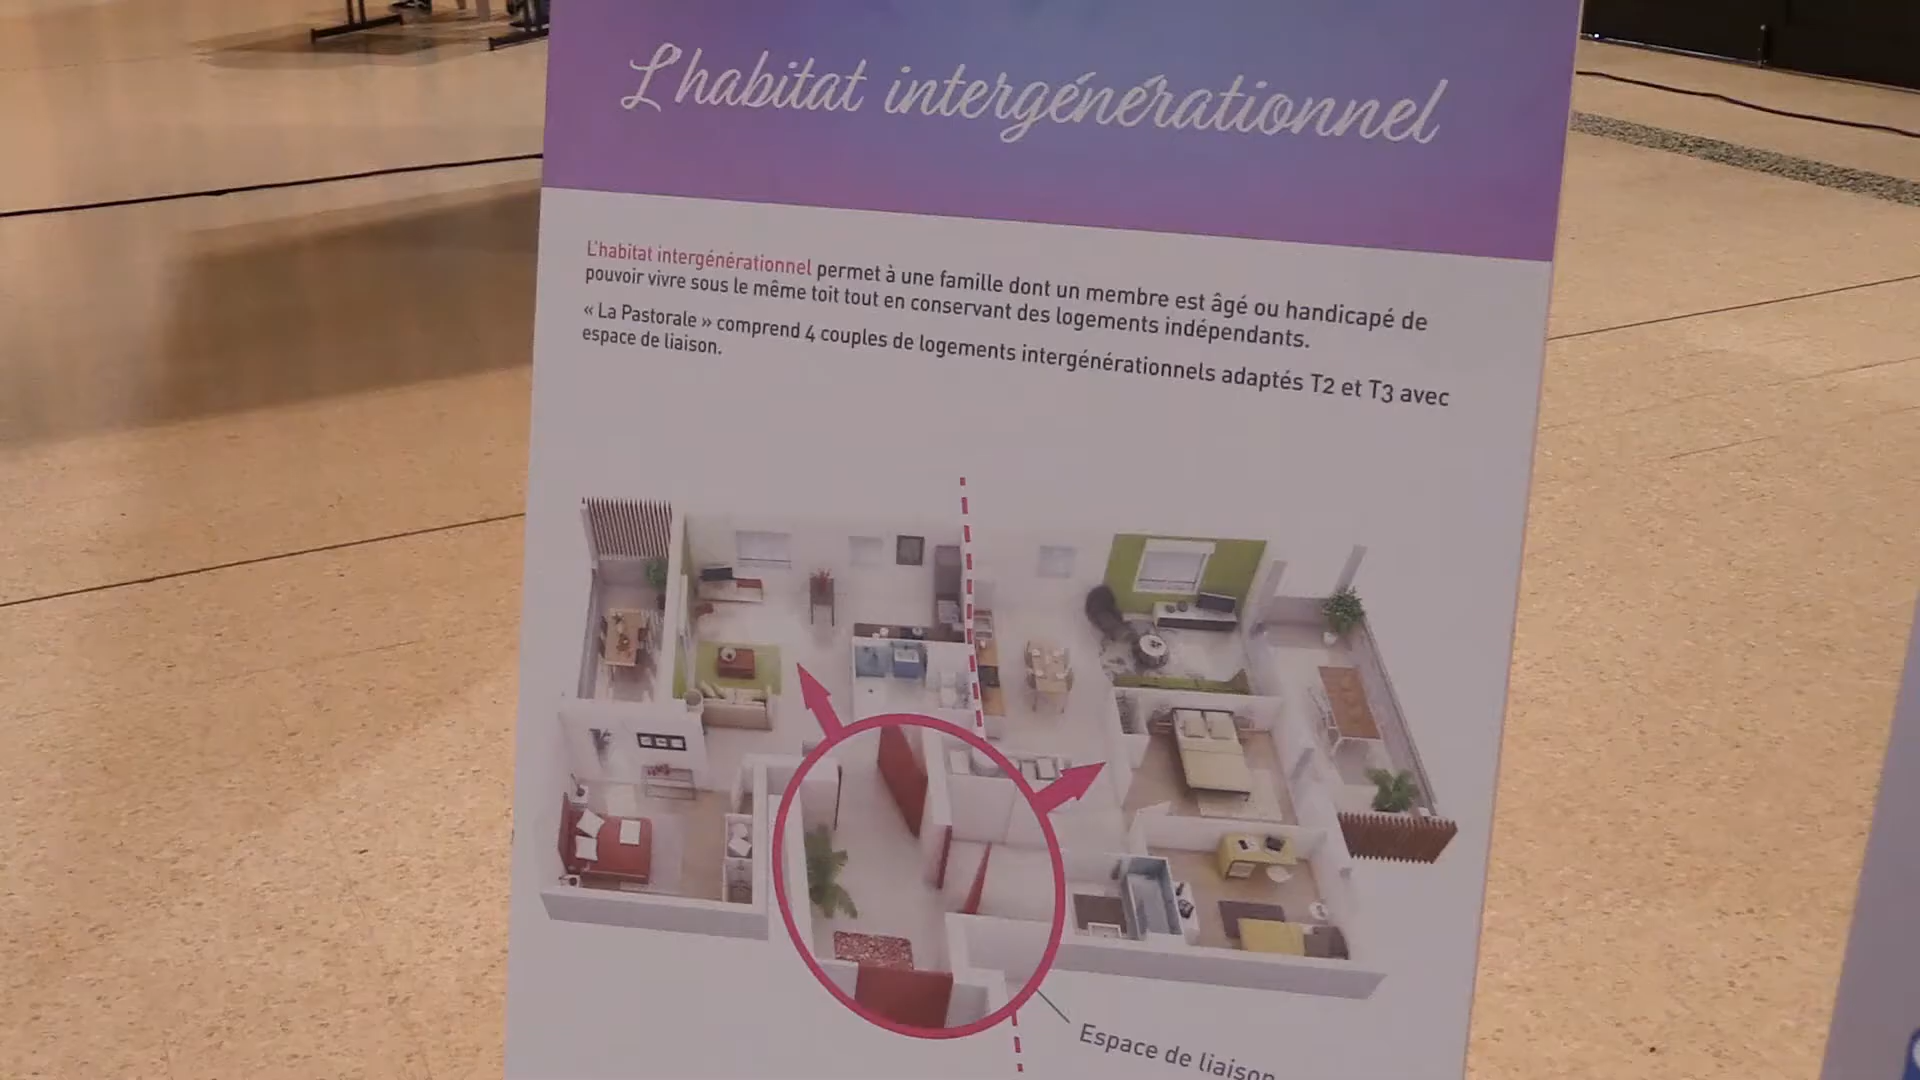 L'habitat intergénérationnel
L'habitat intergénérationnel permet à une famille dont un membre est âgé ou handicapé de
pouvoir vivre sous le même toit tout en conservant des logements indépendants.
« La Pastorale » comprend 4 couples de logements intergénérationnels adaptés T2 et T3 avec
espace de liaison.
Espace de liaison